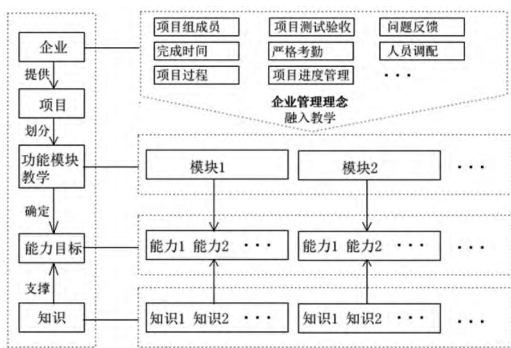 企业
提供
项目
划分
功能模块
教学
确定
能力目标
支撑
知识
项目组成员 项目测试验收 问题反馈
完成时间 严格考勤 人员调配
项目过程 项目进度管理 ···
企业管理理念
融入教学
模块1 模块2 ···
能力1 能力2 ··· 能力1 能力2 ··· ···
知识1 知识2 ··· 知识1 知识2 ··· ···